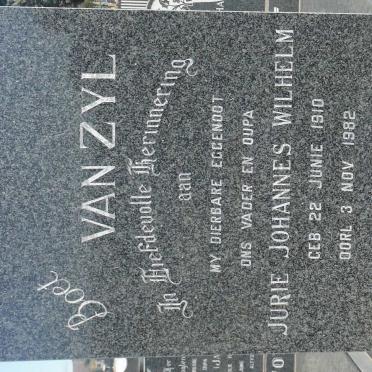 Boet
VAN ZYL
In Liefdevolle Herinnering
aan
MY DIERBARE EGGENOOT
ONS VADER EN OUPA
JURIE JOHANNES WILHELM
GEB 22 JUNIE 1910
OORL 3 NOV 1982